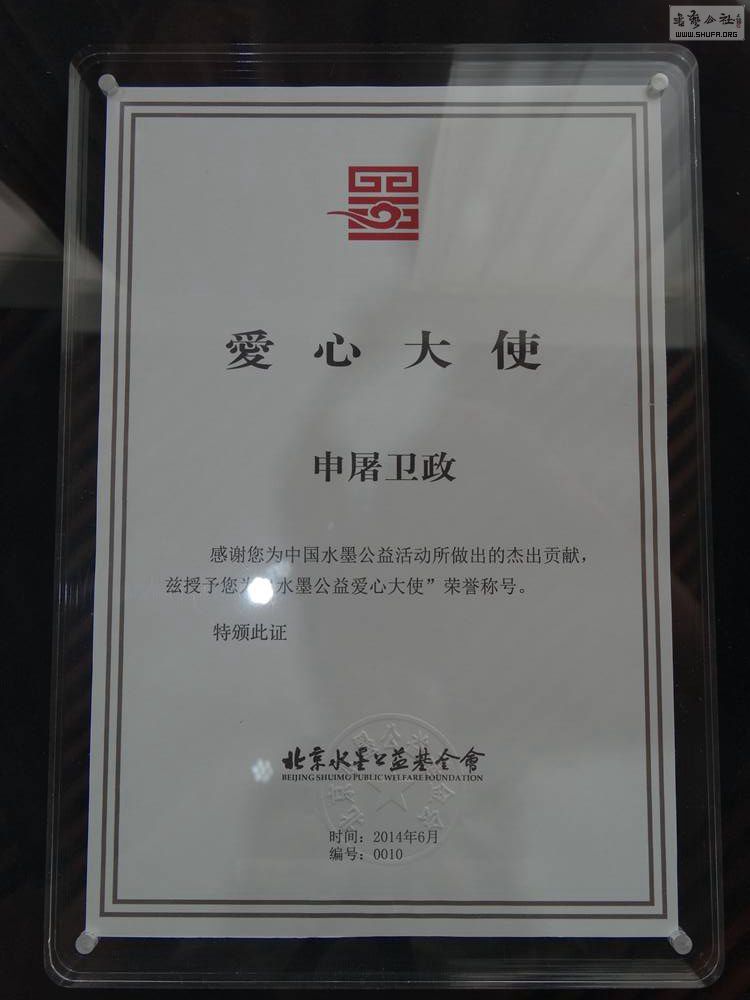 书艺公社
WWW.SHUFA.ORG
愛心大使
申屠卫政
感谢您为中国水墨公益活动所做出的杰出贡献，
兹授予您为 水墨公益爱心大使”荣誉称号。
特颁此证
北京水墨公益基金會
BEIJING SHUIMO PUBLIC WELFARE FOUNDATION
时间：2014年6月
编号：0010